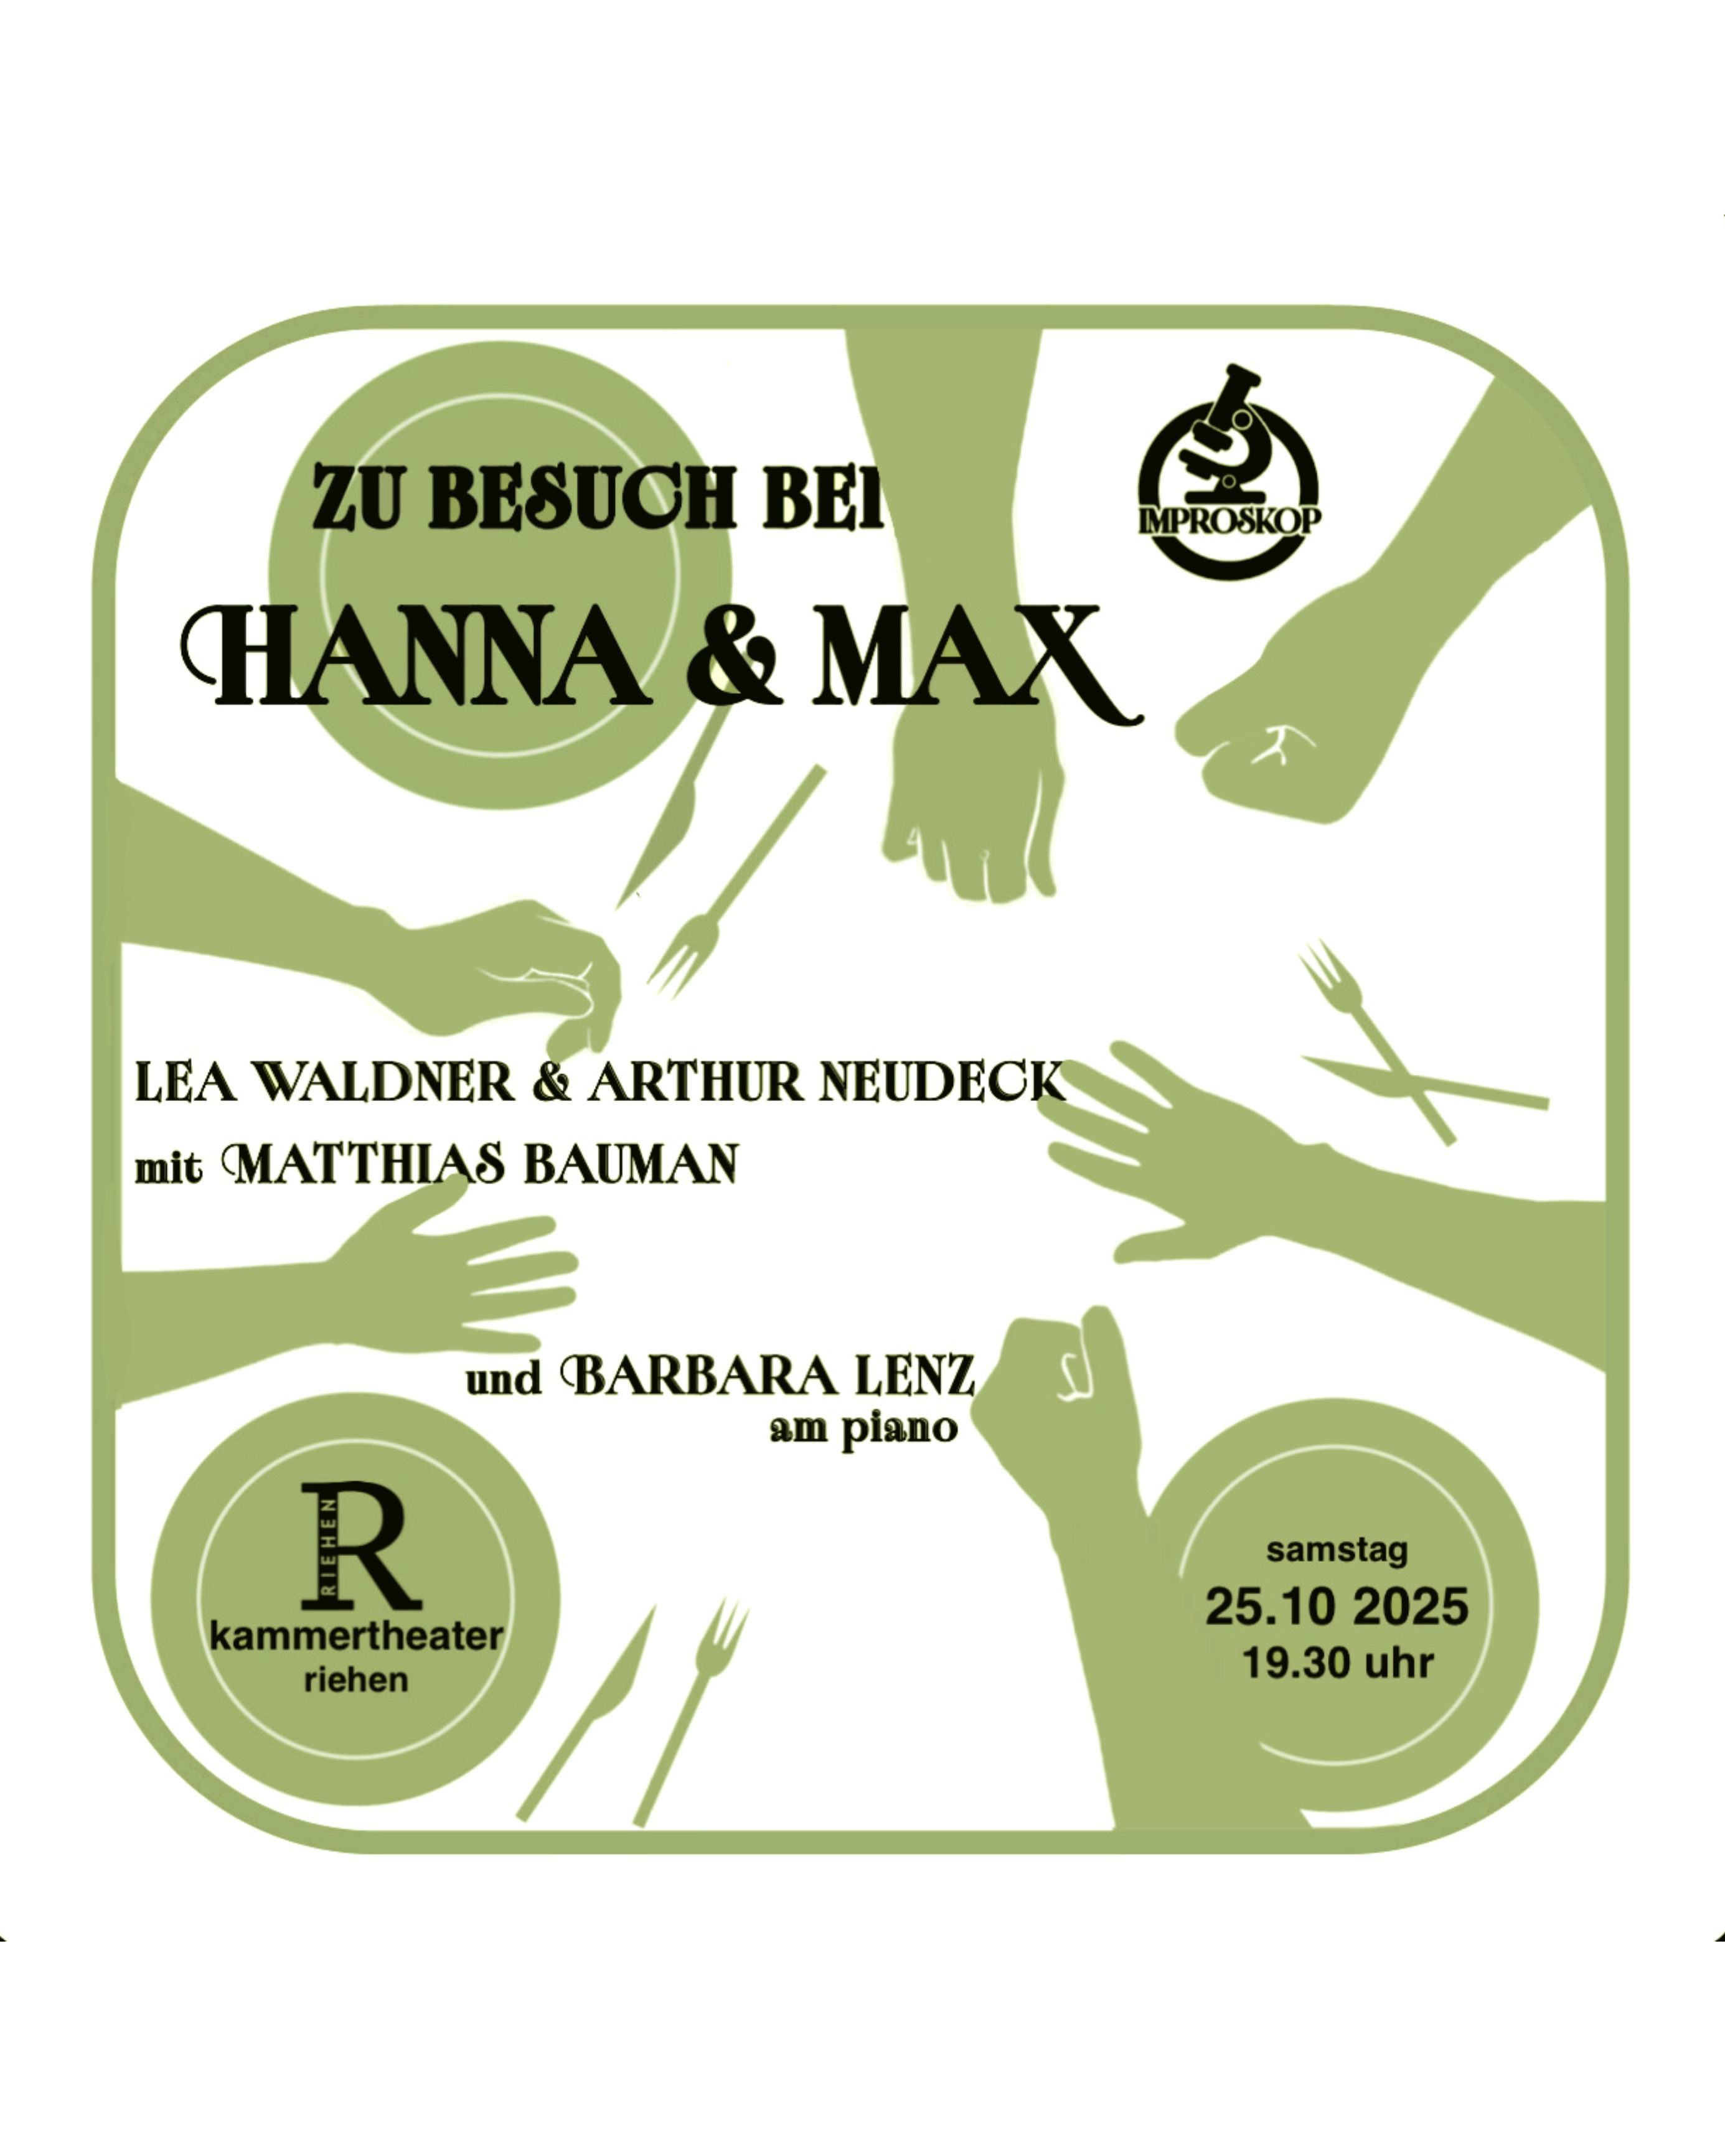 ZU BESUCH BEI
HANNA & MAX
IMPROSKOP
LEA WALDNER & ARTHUR NEUDECK
mit MATTHIAS BAUMAN
und BARBARA LENZ
am piano
R
RIEHEN
kammertheater
riehen
samstag
25.10 2025
19.30 uhr